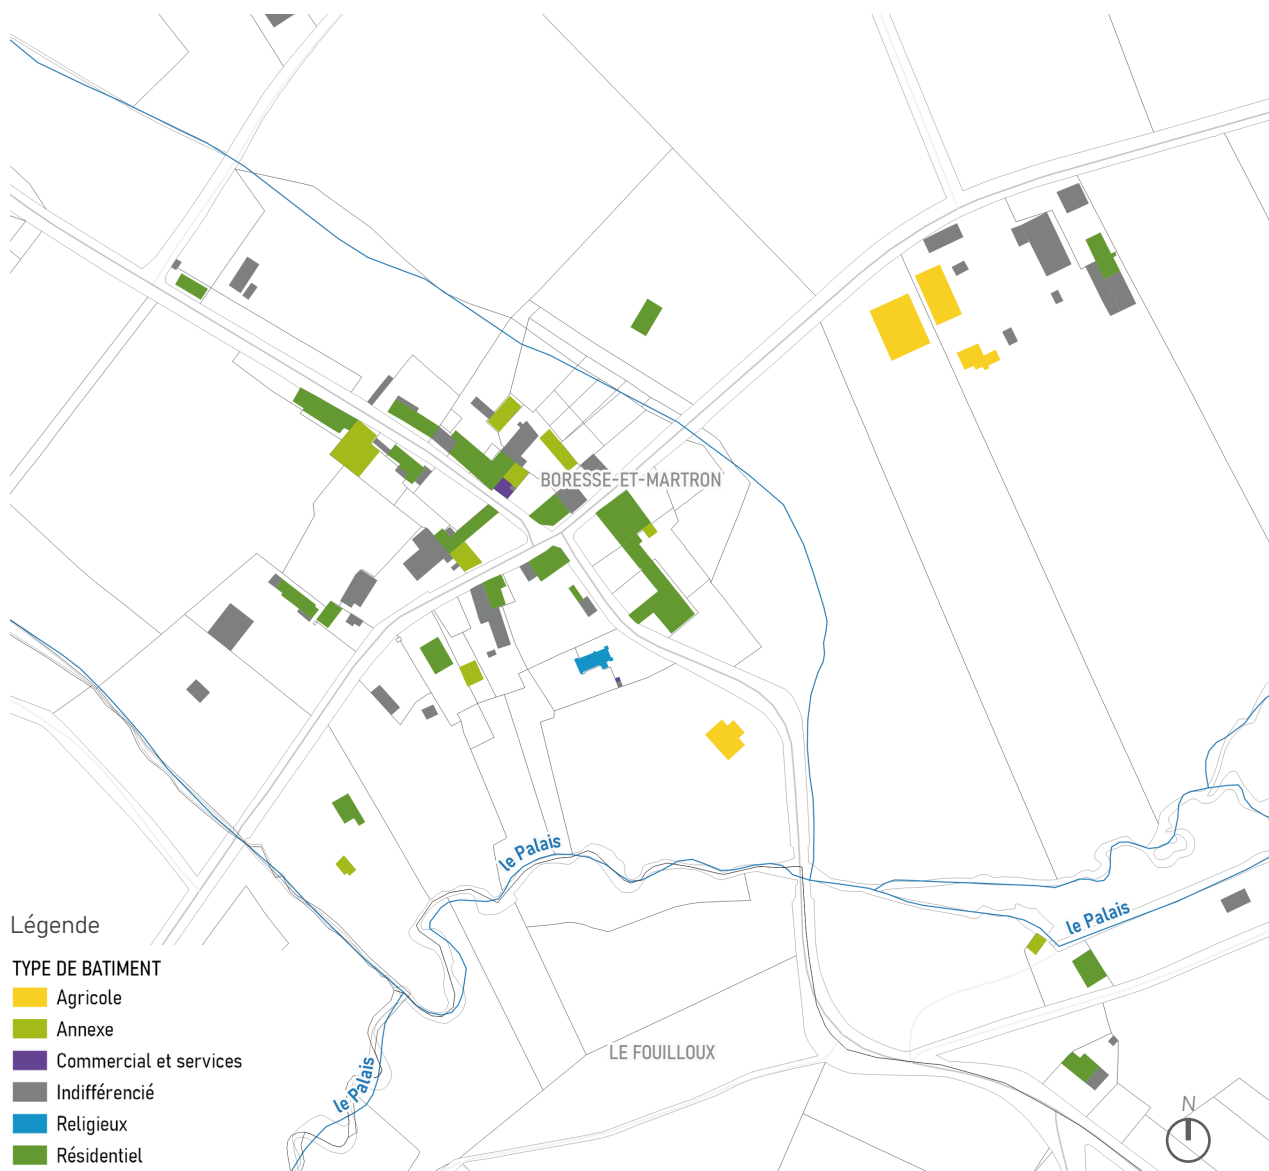 BORESSE-ET-MARTRON
le Palais
le Palais
le Palais
LE FOUILLOUX
N
Légende
TYPE DE BATIMENT
Agricole
Annexe
Commercial et services
Indifférencié
Religieux
Résidentiel